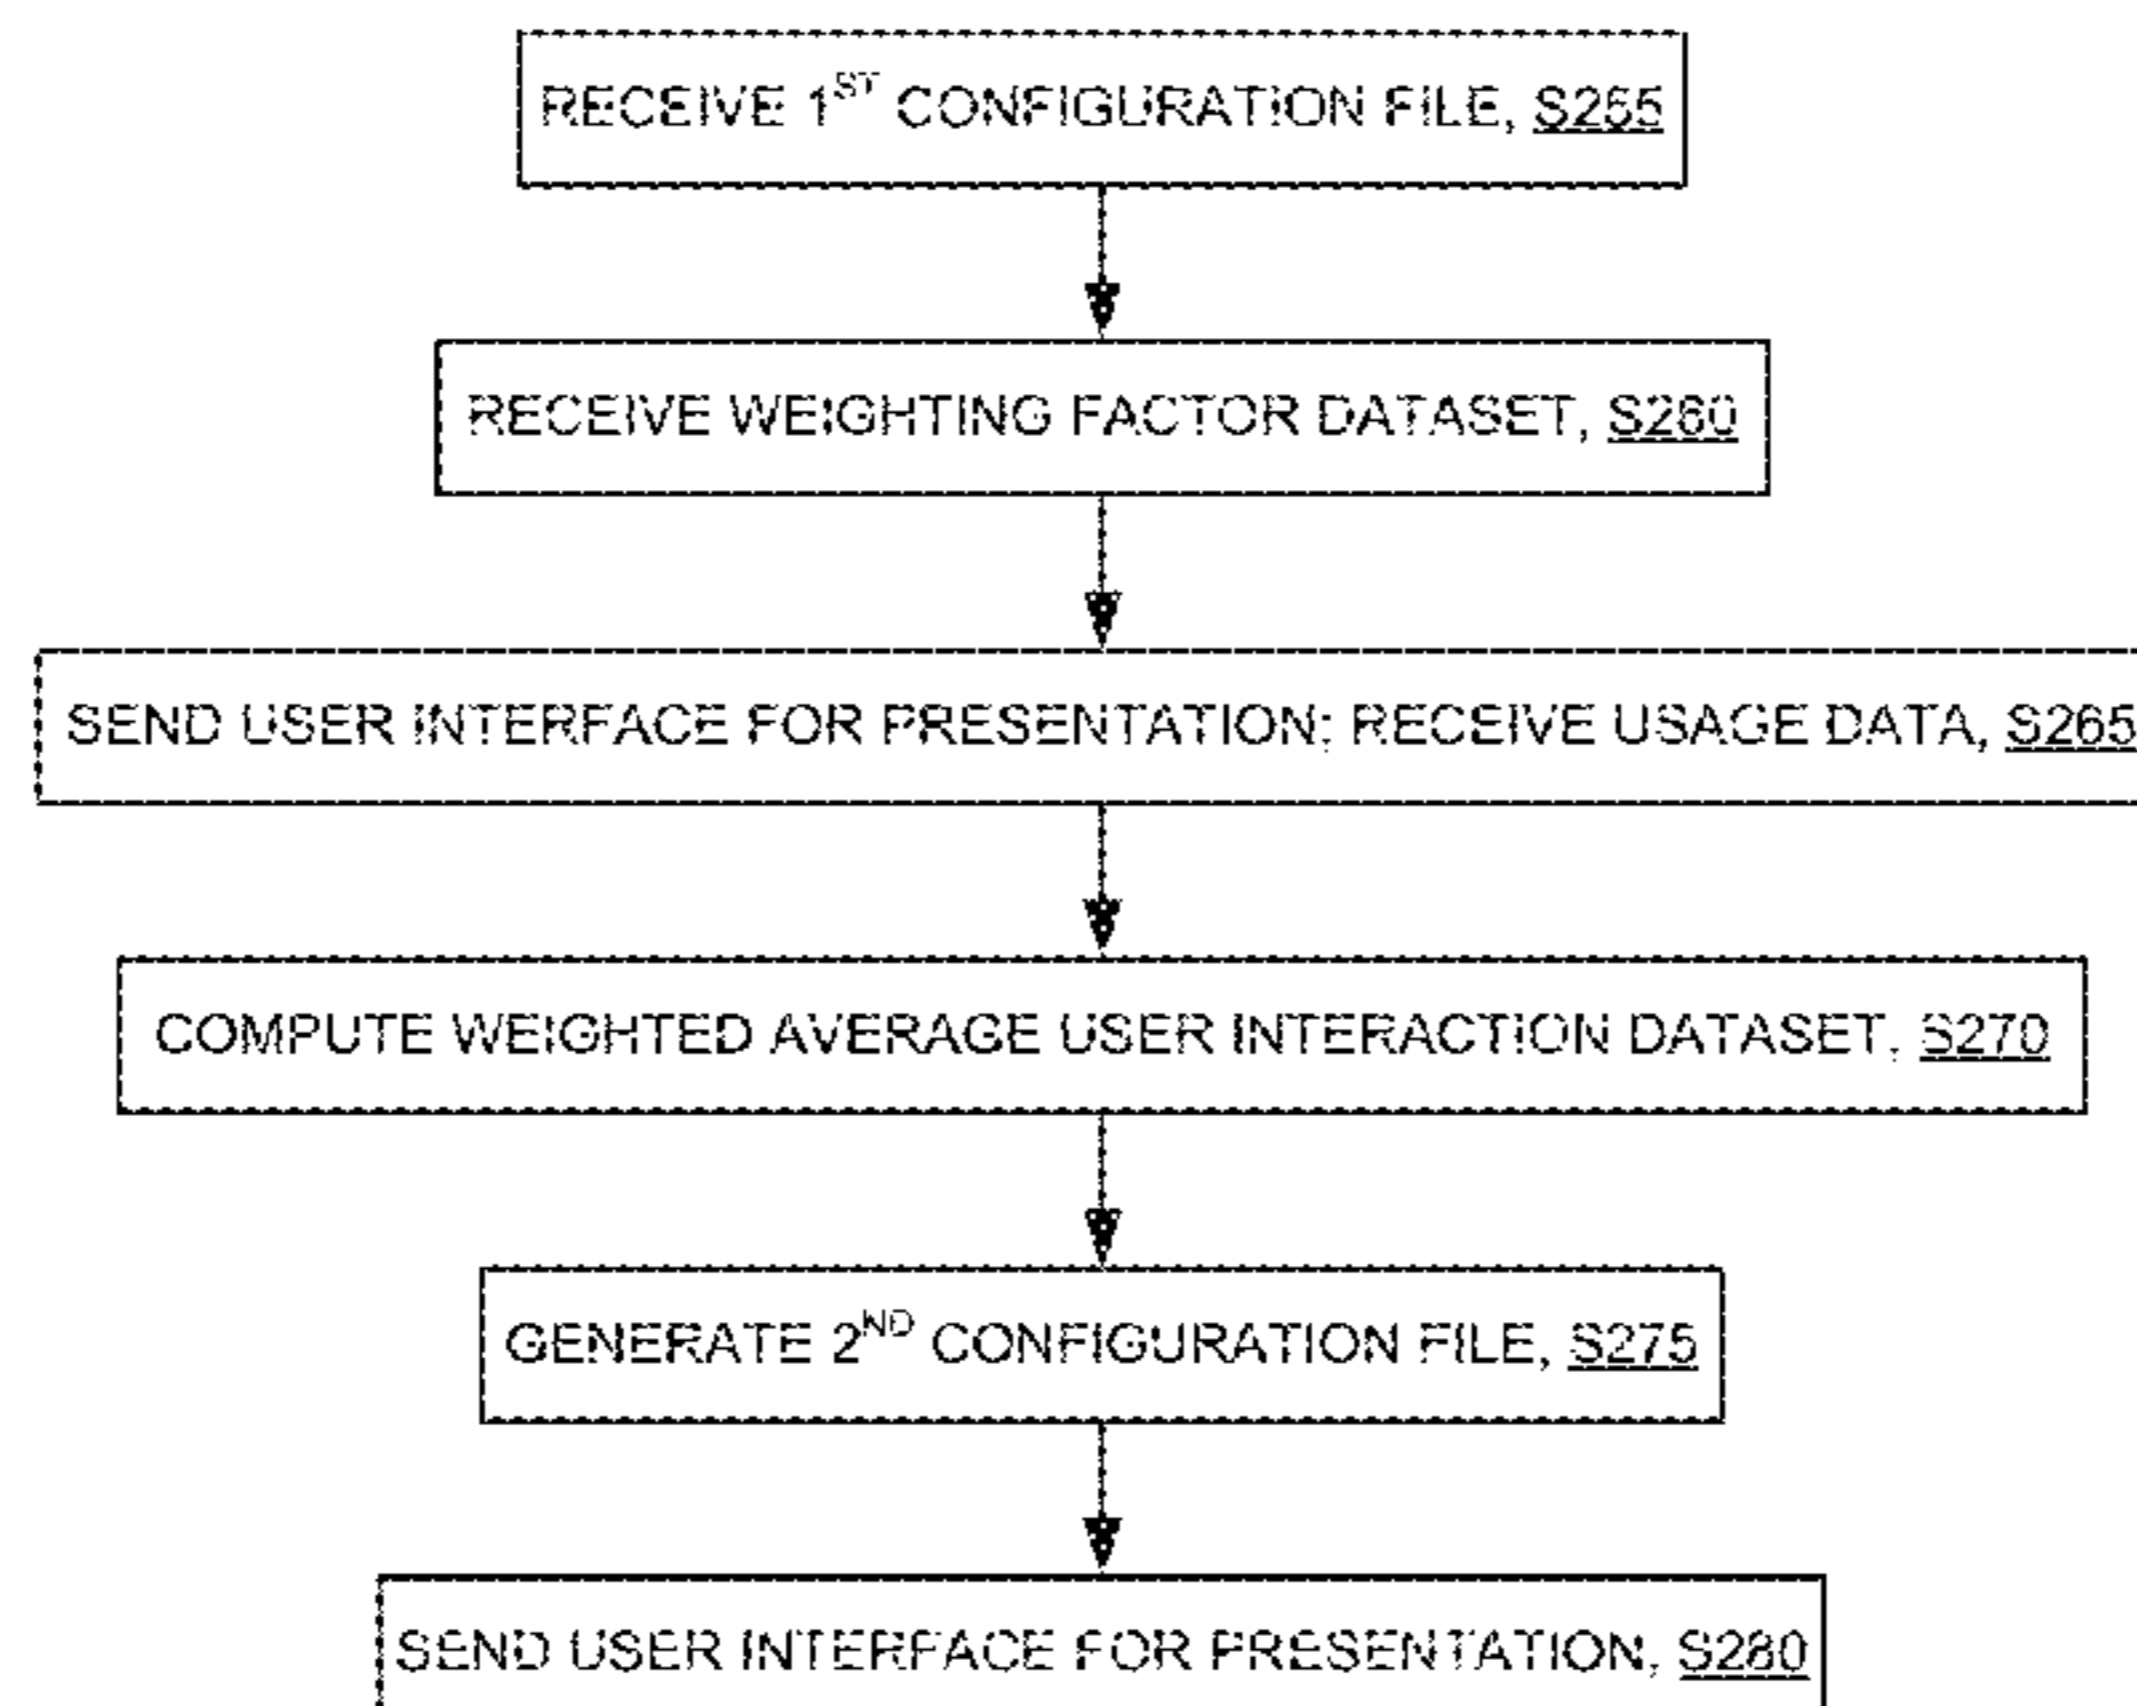 RECEIVE 1ST CONFIGURATION FILE, S255
RECEIVE WEIGHTING FACTOR DATASET, S260
SEND USER INTERFACE FOR PRESENTATION; RECEIVE USAGE DATA, S265
COMPUTE WEIGHTED AVERAGE USER INTERACTION DATASET, S270
GENERATE 2ND CONFIGURATION FILE, S275
SEND USER INTERFACE FOR PRESENTATION, S280